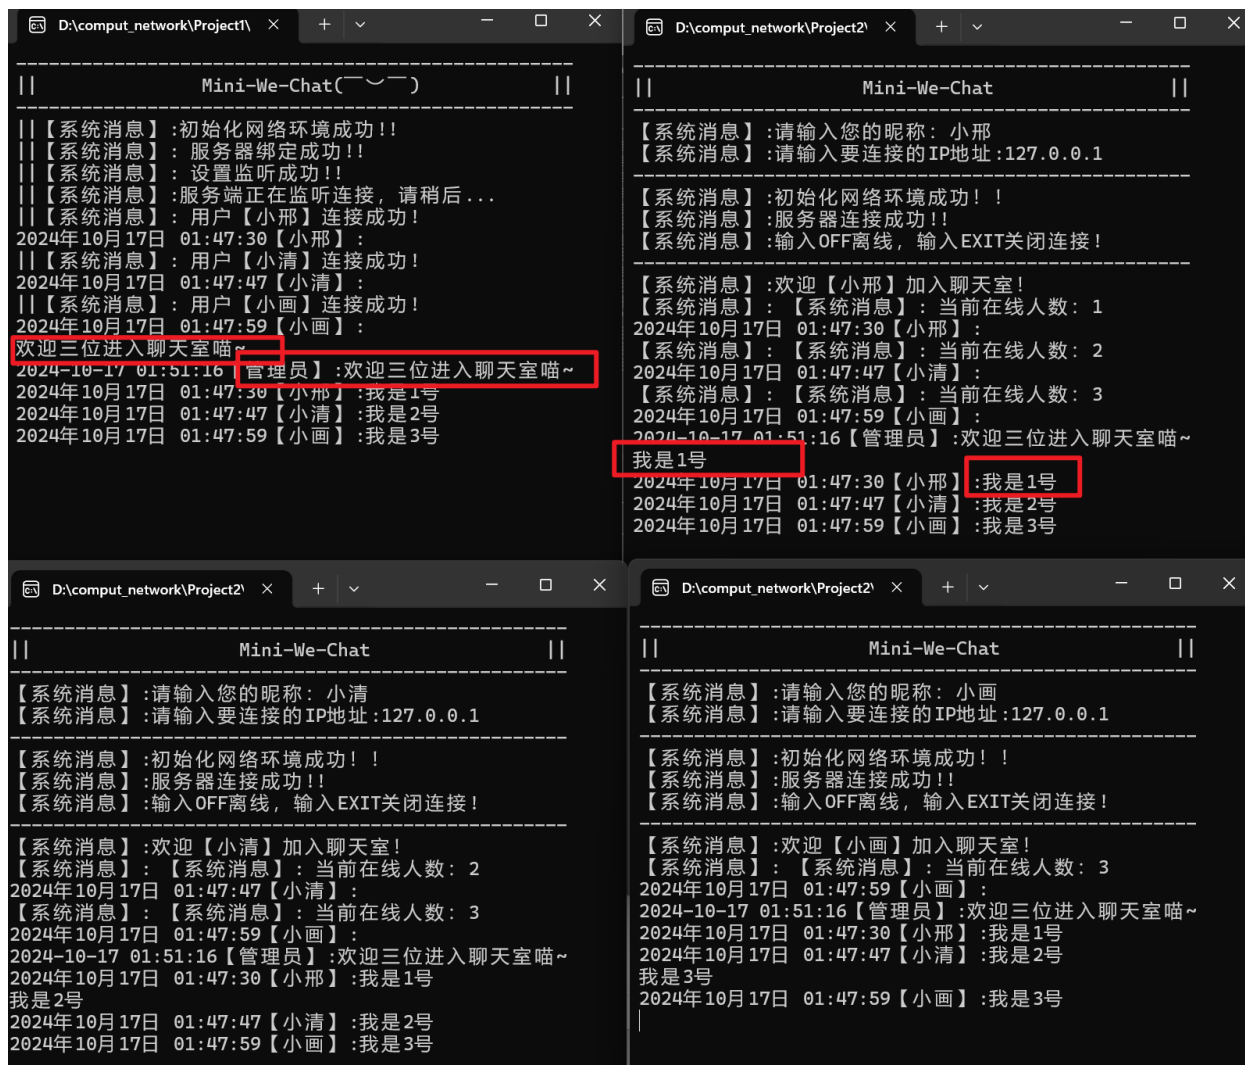 D:\comput_network\Project1\
|| Mini-We-Chat(￣︶￣) ||
||【系统消息】:初始化网络环境成功!!
||【系统消息】: 服务器绑定成功!!
||【系统消息】: 设置监听成功!!
||【系统消息】:服务端正在监听连接，请稍后...
||【系统消息】: 用户【小邢】连接成功!
2024年10月17日 01:47:30【小邢】:
||【系统消息】: 用户【小清】连接成功!
2024年10月17日 01:47:47【小清】:
||【系统消息】: 用户【小画】连接成功!
2024年10月17日 01:47:59【小画】:
欢迎三位进入聊天室喵~
2024-10-17 01:51:16【管理员】:欢迎三位进入聊天室喵~
2024年10月17日 01:47:30【小邢】:我是1号
2024年10月17日 01:47:47【小清】:我是2号
2024年10月17日 01:47:59【小画】:我是3号
D:\comput_network\Project2\
|| Mini-We-Chat ||
【系统消息】:请输入您的昵称: 小邢
【系统消息】:请输入要连接的IP地址:127.0.0.1
【系统消息】:初始化网络环境成功！！
【系统消息】:服务器连接成功!!
【系统消息】:输入OFF离线，输入EXIT关闭连接!
【系统消息】:欢迎【小邢】加入聊天室!
【系统消息】: 【系统消息】: 当前在线人数: 1
2024年10月17日 01:47:30【小邢】:
【系统消息】: 【系统消息】: 当前在线人数: 2
2024年10月17日 01:47:47【小清】:
【系统消息】: 【系统消息】: 当前在线人数: 3
2024年10月17日 01:47:59【小画】:
2024-10-17 01:51:16【管理员】:欢迎三位进入聊天室喵~
我是1号
2024年10月17日 01:47:30【小邢】:我是1号
2024年10月17日 01:47:47【小清】:我是2号
2024年10月17日 01:47:59【小画】:我是3号
D:\comput_network\Project2\
|| Mini-We-Chat ||
【系统消息】:请输入您的昵称: 小清
【系统消息】:请输入要连接的IP地址:127.0.0.1
【系统消息】:初始化网络环境成功！！
【系统消息】:服务器连接成功!!
【系统消息】:输入OFF离线，输入EXIT关闭连接!
【系统消息】:欢迎【小清】加入聊天室!
【系统消息】: 【系统消息】: 当前在线人数: 2
2024年10月17日 01:47:47【小清】:
【系统消息】: 【系统消息】: 当前在线人数: 3
2024年10月17日 01:47:59【小画】:
2024-10-17 01:51:16【管理员】:欢迎三位进入聊天室喵~
2024年10月17日 01:47:30【小邢】:我是1号
我是2号
2024年10月17日 01:47:47【小清】:我是2号
2024年10月17日 01:47:59【小画】:我是3号
D:\comput_network\Project2\
|| Mini-We-Chat ||
【系统消息】:请输入您的昵称: 小画
【系统消息】:请输入要连接的IP地址:127.0.0.1
【系统消息】:初始化网络环境成功！！
【系统消息】:服务器连接成功!!
【系统消息】:输入OFF离线，输入EXIT关闭连接!
【系统消息】:欢迎【小画】加入聊天室!
【系统消息】: 【系统消息】: 当前在线人数: 3
2024年10月17日 01:47:59【小画】:
2024-10-17 01:51:16【管理员】:欢迎三位进入聊天室喵~
2024年10月17日 01:47:30【小邢】:我是1号
2024年10月17日 01:47:47【小清】:我是2号
我是3号
2024年10月17日 01:47:59【小画】:我是3号